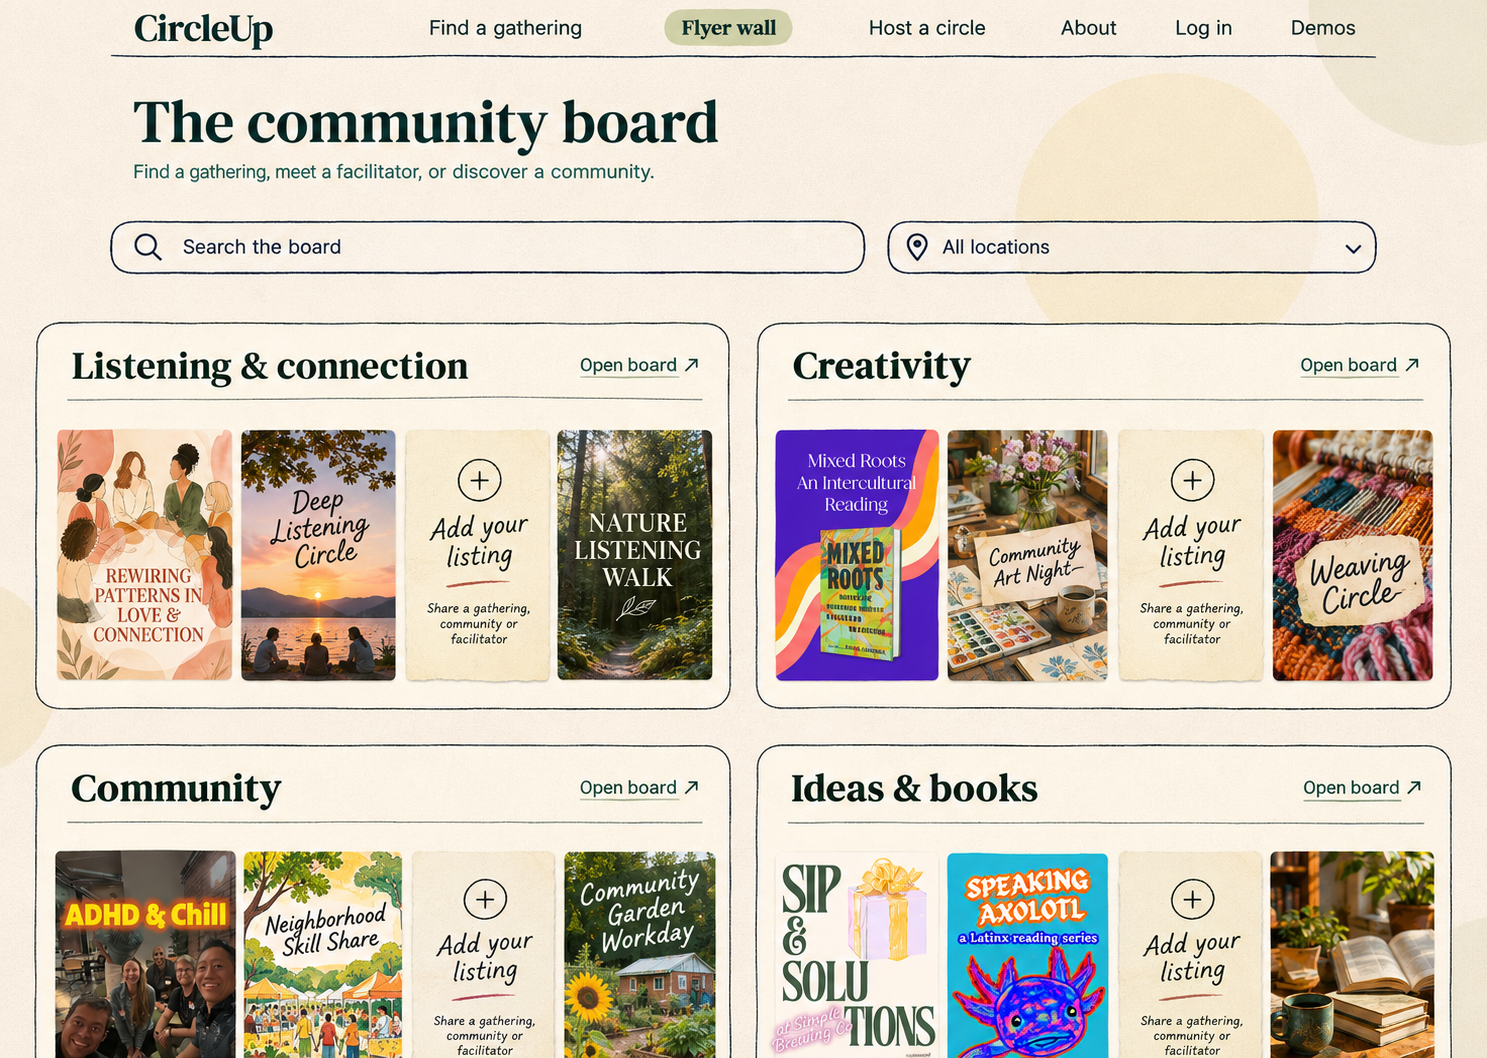 CircleUp
Find a gathering
Flyer wall
Host a circle
About
Log in
Demos
The community board
Find a gathering, meet a facilitator, or discover a community.
Search the board
All locations
Listening & connection
Open board ↗
REWIRING
PATTERNS IN
LOVE &
CONNECTION
Deep
Listening
Circle
Add your
listing
Share a gathering,
community or
facilitator
NATURE
LISTENING
WALK
Creativity
Open board ↗
Mixed Roots
An Intercultural
Reading
MIXED
ROOTS
Community
Art Night
Add your
listing
Share a gathering,
community or
facilitator
Weaving
Circle
Community
Open board ↗
ADHD & Chill
Neighborhood
Skill Share
Add your
listing
Share a gathering,
community or
facilitator
Community
Garden
Workday
Ideas & books
Open board ↗
SIP
&
SOLU
TIONS
at Simple
Brewing Co
SPEAKING
AXOLOTL
a Latinx reading series
Add your
listing
Share a gathering,
community or
facilitator